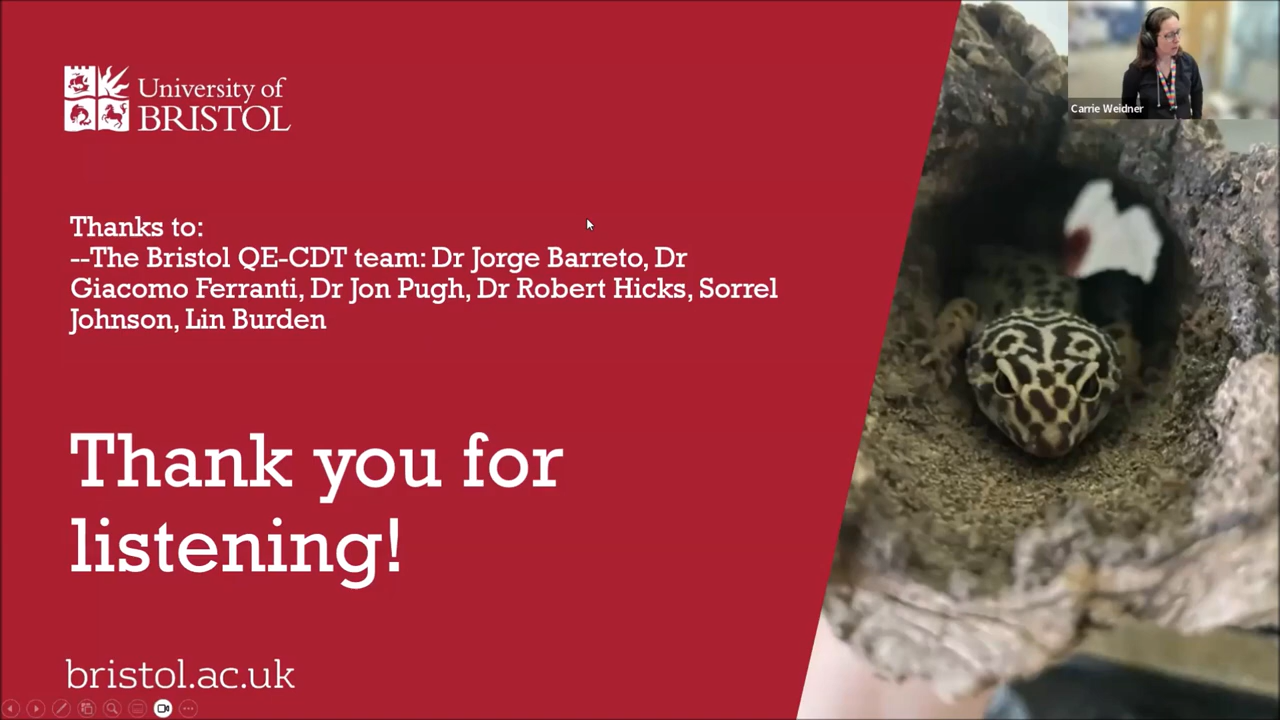 Carrie Weidner
University of
BRISTOL
Thanks to:
--The Bristol QE-CDT team: Dr Jorge Barreto, Dr
Giacomo Ferranti, Dr Jon Pugh, Dr Robert Hicks, Sorrel
Johnson, Lin Burden
Thank you for
listening!
bristol.ac.uk